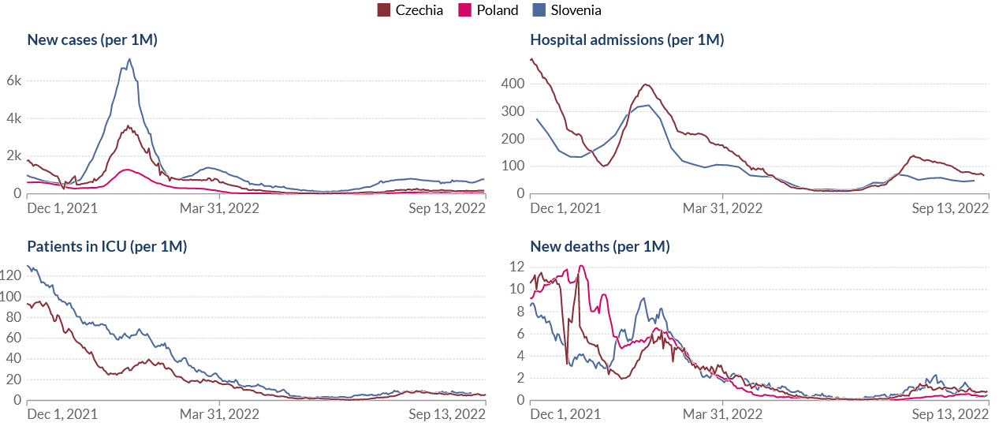 Czechia Poland Slovenia
New cases (per 1M)
6k
4k
2k
0
Dec 1, 2021 Mar 31, 2022 Sep 13, 2022
Hospital admissions (per 1M)
400
300
200
100
0
Dec 1, 2021 Mar 31, 2022 Sep 13, 2022
Patients in ICU (per 1M)
120
100
80
60
40
20
0
Dec 1, 2021 Mar 31, 2022 Sep 13, 2022
New deaths (per 1M)
12
10
8
6
4
2
0
Dec 1, 2021 Mar 31, 2022 Sep 13, 2022